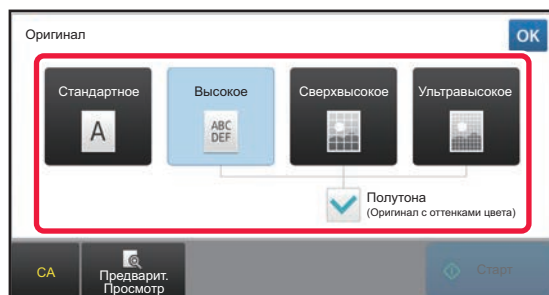 Оригинал
OK
Стандартное
Высокое
Сверхвысокое
Ультравысокое
A
ABC
DEF
Полутона
(Оригинал с оттенками цвета)
CA
Предварит.
Просмотр
Старт